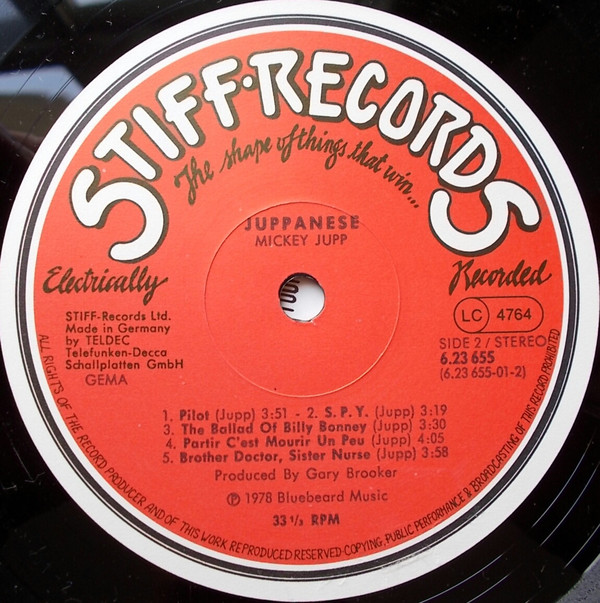 STIFF·RECORDS
The shape of things that win...
JUPPANESE
MICKEY JUPP
Electrically
Recorded
STIFF-Records Ltd.
Made in Germany
by TELDEC
Telefunken-Decca
Schallplatten GmbH
GEMA
LC 4764
SIDE 2 / STEREO
6.23 655
(6.23 655-01-2)
1. Pilot (Jupp) 3:51 - 2. S.P.Y. (Jupp) 3:19
3. The Ballad Of Billy Bonney (Jupp) 3:30
4. Partir C'est Mourir Un Peu (Jupp) 4:05
5. Brother Doctor, Sister Nurse (Jupp) 3:58
Produced By Gary Brooker
℗ 1978 Bluebeard Music
33 1/3 RPM
ALL RIGHTS OF THE RECORD PRODUCER AND OF THIS WORK REPRODUCED RESERVED·COPYING, PUBLIC PERFORMANCE & BROADCASTING OF THIS RECORD PROHIBITED